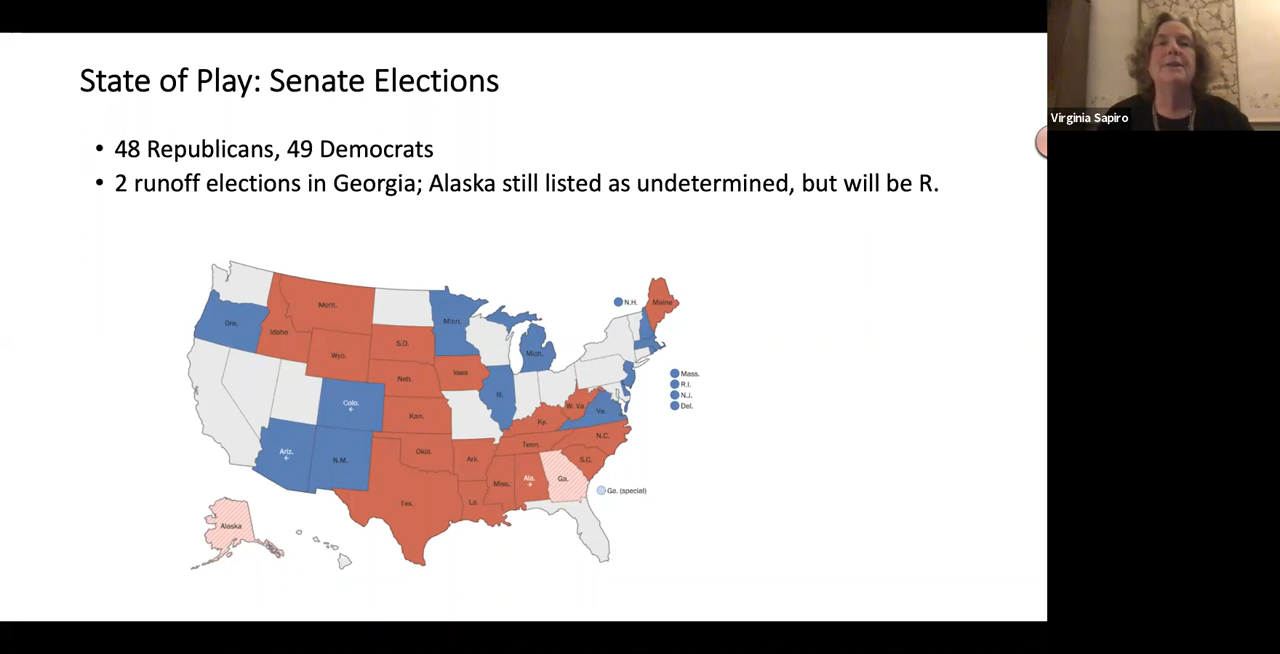 Virginia Sapiro
State of Play: Senate Elections
• 48 Republicans, 49 Democrats
• 2 runoff elections in Georgia; Alaska still listed as undetermined, but will be R.
Ore.
Idaho
Mont.
Wyo.
S.D.
Neb.
Kan.
Colo.
+
Ariz.
+
N.M.
Okla.
Tex.
Minn.
Iowa
Ill.
Mich.
Ark.
La.
Miss.
Ala.
+
Ga.
Tenn.
Ky.
W. Va.
Va.
N.C.
S.C.
N.H.
Maine
Mass.
R.I.
N.J.
Del.
Ga. (special)
Alaska